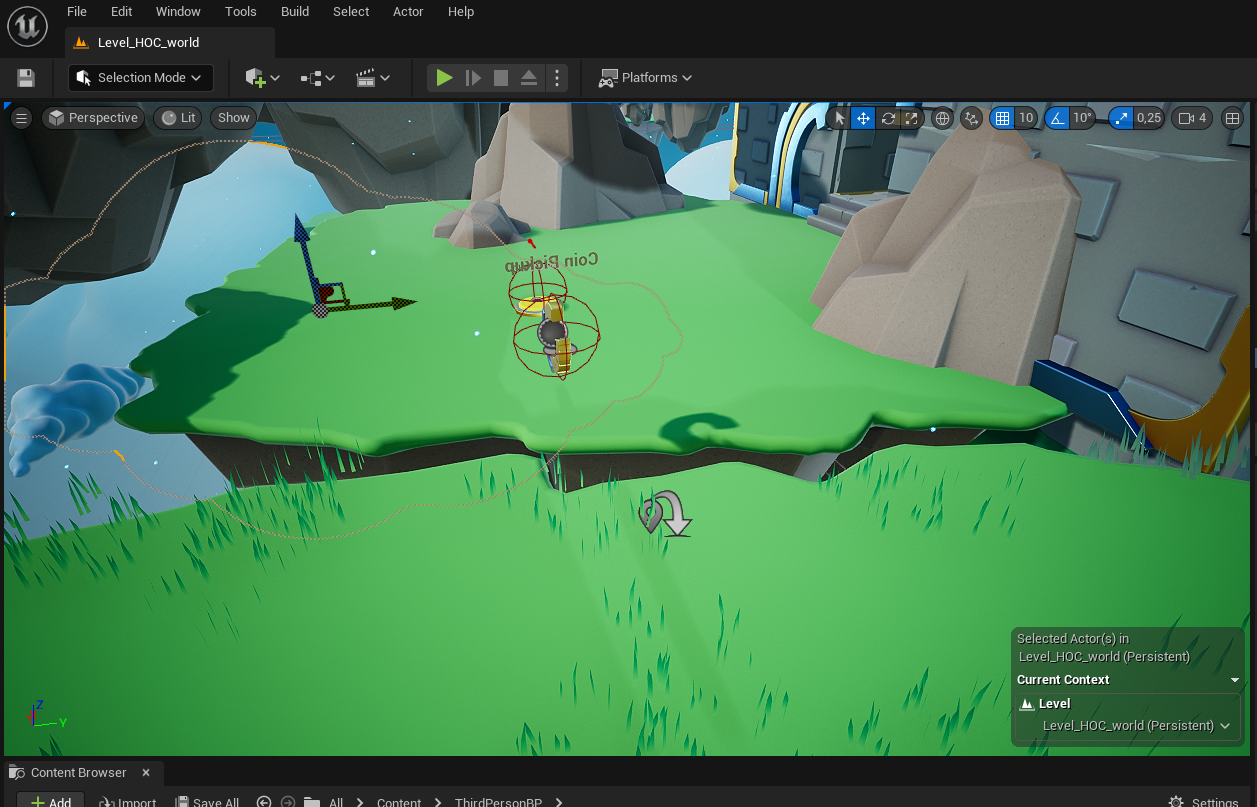 File Edit Window Tools Build Select Actor Help
Level_HOC_world
Selection Mode Platforms
Perspective Lit Show 10 10° 0,25 4
Coin Pickup
Selected Actor(s) in
Level_HOC_world (Persistent)
Current Context
Level
Level_HOC_world (Persistent)
Z
Y
Content Browser
Add Import Save All All Content ThirdPersonBP Settings